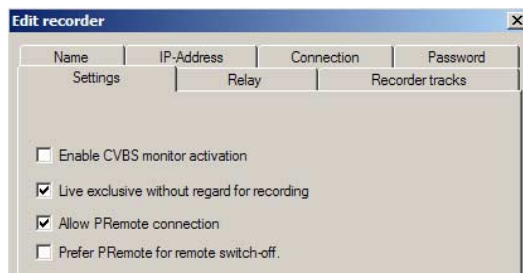 Edit recorder
Name IP-Address Connection Password
Settings Relay Recorder tracks
Enable CVBS monitor activation
Live exclusive without regard for recording
Allow PRemote connection
Prefer PRemote for remote switch-off.